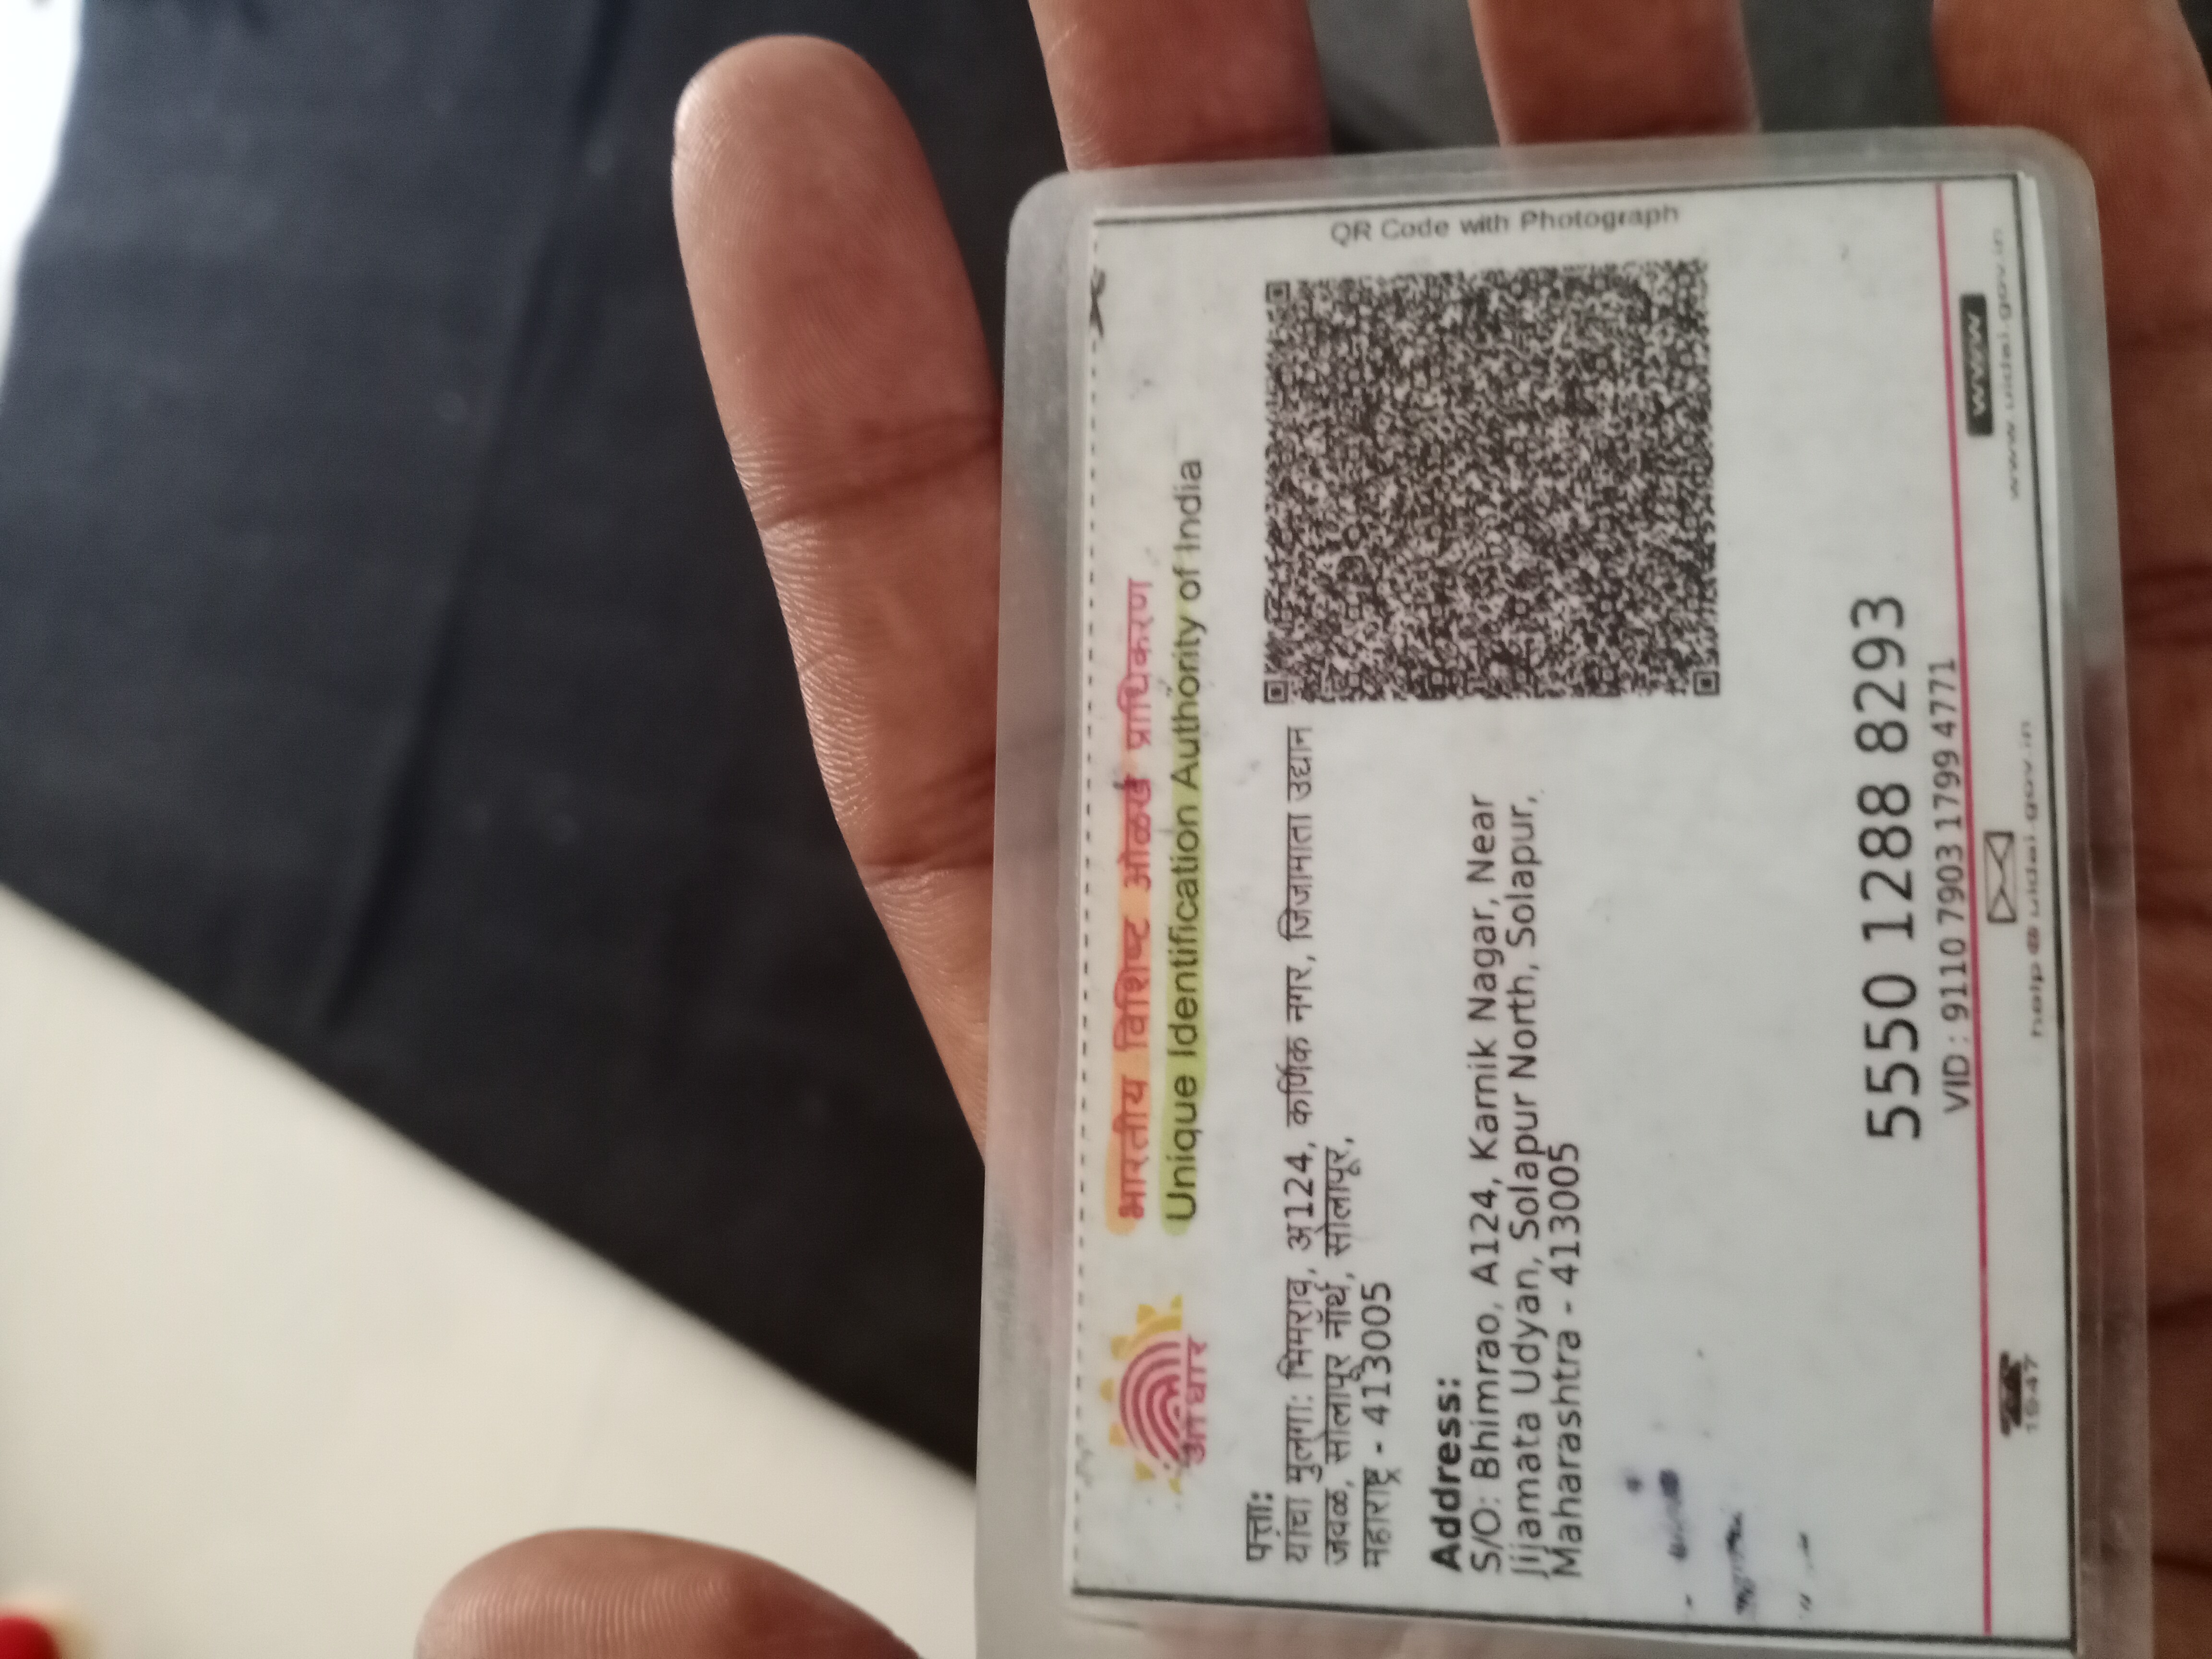 आधार
भारतीय विशिष्ट ओळख प्राधिकरण
Unique Identification Authority of India
पत्ता:
याचा मुलगा: भिमराव, अ124, कर्णिक नगर, जिजामाता उद्यान
जवळ, सोलापूर नॉर्थ, सोलापूर,
महाराष्ट्र - 413005
Address:
S/O: Bhimrao, A124, Karnik Nagar, Near
Jijamata Udyan, Solapur North, Solapur,
Maharashtra - 413005
QR Code with Photograph
5550 1288 8293
VID : 9110 7903 1799 4771
1947
help@uidai.gov.in
www
www.uidai.gov.in